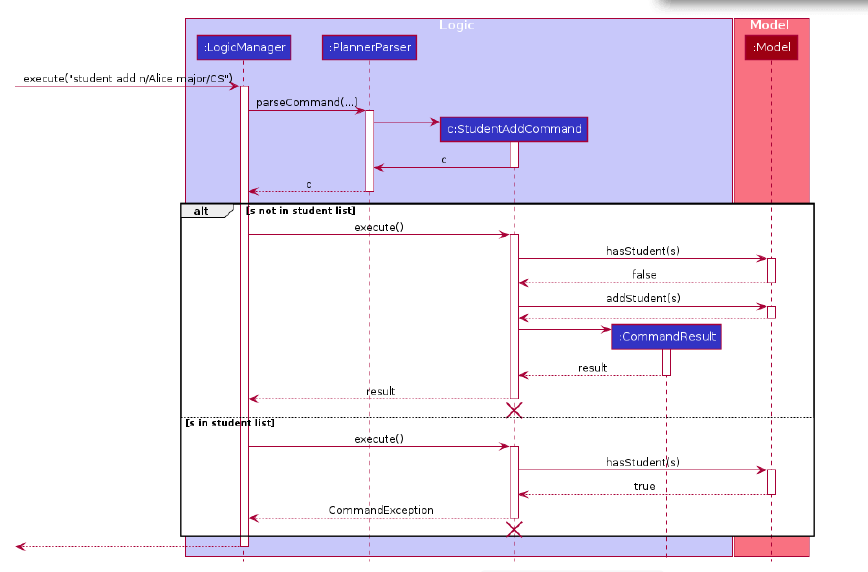 Logic
Model
:LogicManager
:PlannerParser
:Model
execute("student add n/Alice major/CS")
parseCommand(...)
c:StudentAddCommand
c
c
alt
[s not in student list]
execute()
hasStudent(s)
false
addStudent(s)
:CommandResult
result
result
[s in student list]
execute()
hasStudent(s)
true
CommandException